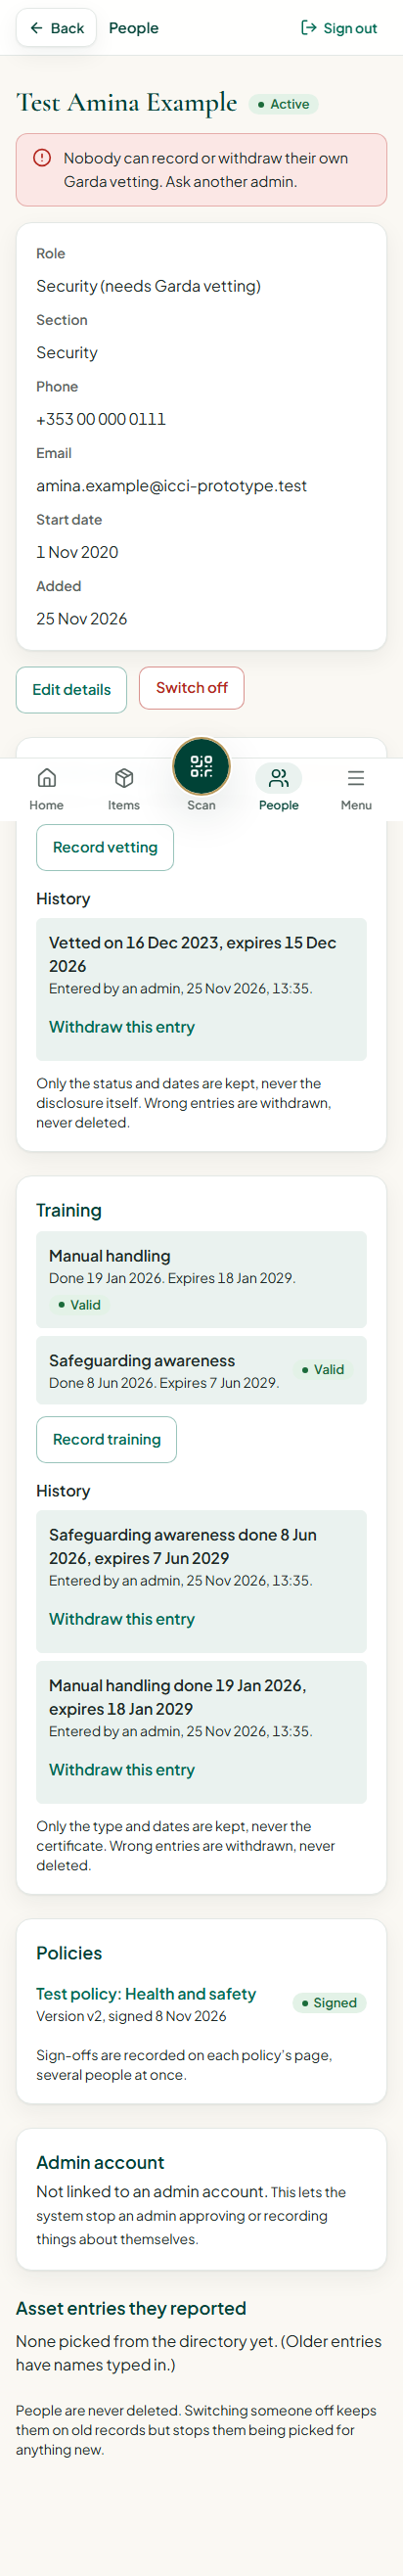 Back
People
Sign out
Test Amina Example
Active
Nobody can record or withdraw their own
Garda vetting. Ask another admin.
Role
Security (needs Garda vetting)
Section
Security
Phone
+353 00 000 0111
Email
amina.example@icci-prototype.test
Start date
1 Nov 2020
Added
25 Nov 2026
Edit details
Switch off
Home
Items
Scan
People
Menu
Record vetting
History
Vetted on 16 Dec 2023, expires 15 Dec
2026
Entered by an admin, 25 Nov 2026, 13:35.
Withdraw this entry
Only the status and dates are kept, never the
disclosure itself. Wrong entries are withdrawn,
never deleted.
Training
Manual handling
Done 19 Jan 2026. Expires 18 Jan 2029.
Valid
Safeguarding awareness
Done 8 Jun 2026. Expires 7 Jun 2029.
Valid
Record training
History
Safeguarding awareness done 8 Jun
2026, expires 7 Jun 2029
Entered by an admin, 25 Nov 2026, 13:35.
Withdraw this entry
Manual handling done 19 Jan 2026,
expires 18 Jan 2029
Entered by an admin, 25 Nov 2026, 13:35.
Withdraw this entry
Only the type and dates are kept, never the
certificate. Wrong entries are withdrawn, never
deleted.
Policies
Test policy: Health and safety
Version v2, signed 8 Nov 2026
Signed
Sign-offs are recorded on each policy's page,
several people at once.
Admin account
Not linked to an admin account. This lets the
system stop an admin approving or recording
things about themselves.
Asset entries they reported
None picked from the directory yet. (Older entries
have names typed in.)
People are never deleted. Switching someone off keeps
them on old records but stops them being picked for
anything new.